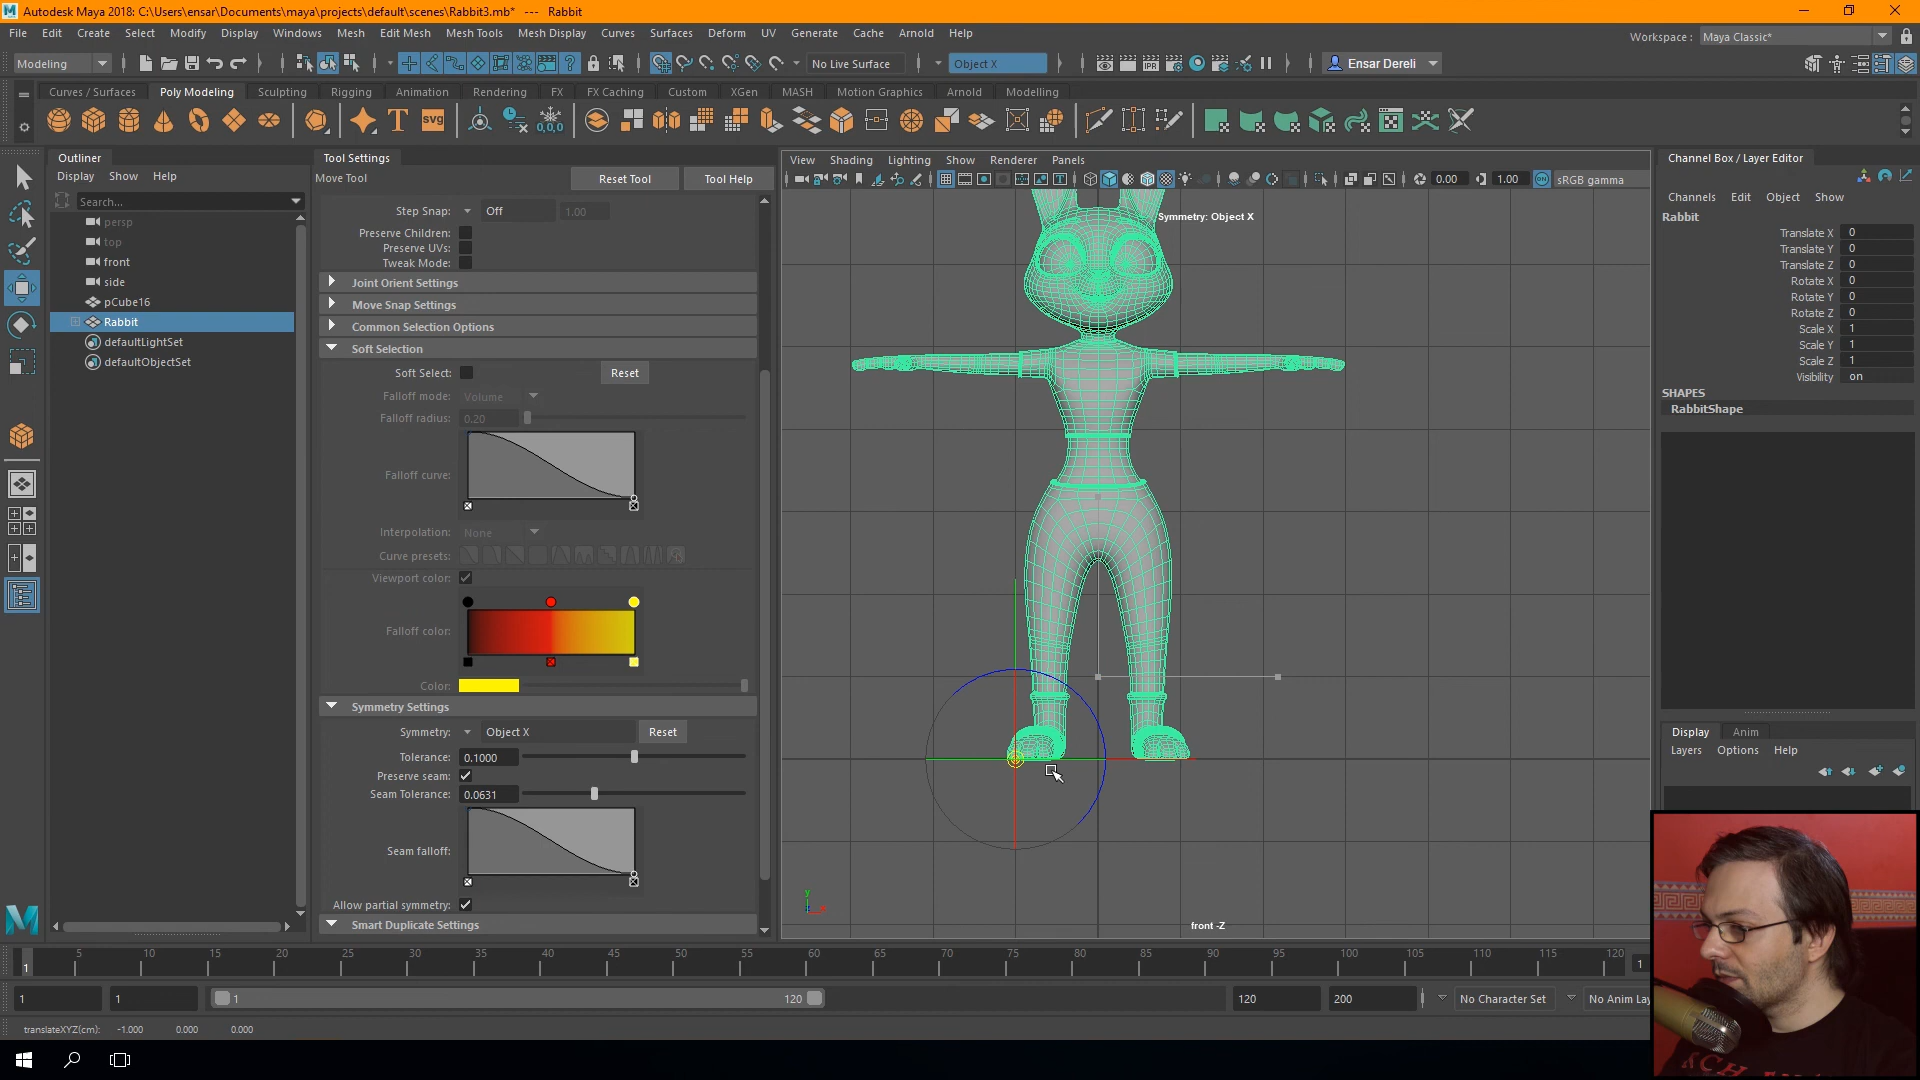 Autodesk Maya 2018: C:\Users\ensar\Documents\maya\projects\default\scenes\Rabbit3.mb* --- Rabbit
File Edit Create Select Modify Display Windows Mesh Edit Mesh Mesh Tools Mesh Display Curves Surfaces Deform UV Generate Cache Arnold Help
Workspace : Maya Classic*
Modeling No Live Surface Object X Ensar Dereli
Curves / Surfaces Poly Modeling Sculpting Rigging Animation Rendering FX FX Caching Custom XGen MASH Motion Graphics Arnold Modelling
T svg 0,0,0
Outliner
Display Show Help
Search...
persp
top
front
side
pCube16
Rabbit
defaultLightSet
defaultObjectSet
Tool Settings
Move Tool Reset Tool Tool Help
Step Snap: Off 1.00
Preserve Children:
Preserve UVs:
Tweak Mode:
Joint Orient Settings
Move Snap Settings
Common Selection Options
Soft Selection
Soft Select: Reset
Falloff mode: Volume
Falloff radius: 0.20
Falloff curve:
Interpolation: None
Curve presets:
Viewport color:
Falloff color:
Color:
Symmetry Settings
Symmetry: Object X Reset
Tolerance: 0.1000
Preserve seam:
Seam Tolerance: 0.0631
Seam falloff:
Allow partial symmetry:
Smart Duplicate Settings
View Shading Lighting Show Renderer Panels
0.00 1.00 ON sRGB gamma
Symmetry: Object X
y
front -Z
Channel Box / Layer Editor
Channels Edit Object Show
Rabbit
Translate X 0
Translate Y 0
Translate Z 0
Rotate X 0
Rotate Y 0
Rotate Z 0
Scale X 1
Scale Y 1
Scale Z 1
Visibility on
SHAPES
RabbitShape
Display Anim
Layers Options Help
1 5 10 15 20 25 30 35 40 45 50 55 60 65 70 75 80 85 90 95 100 105 110 115 120 1
1 1 1 120 120 200 No Character Set No Anim Lay
translateXYZ(cm): -1.000 0.000 0.000